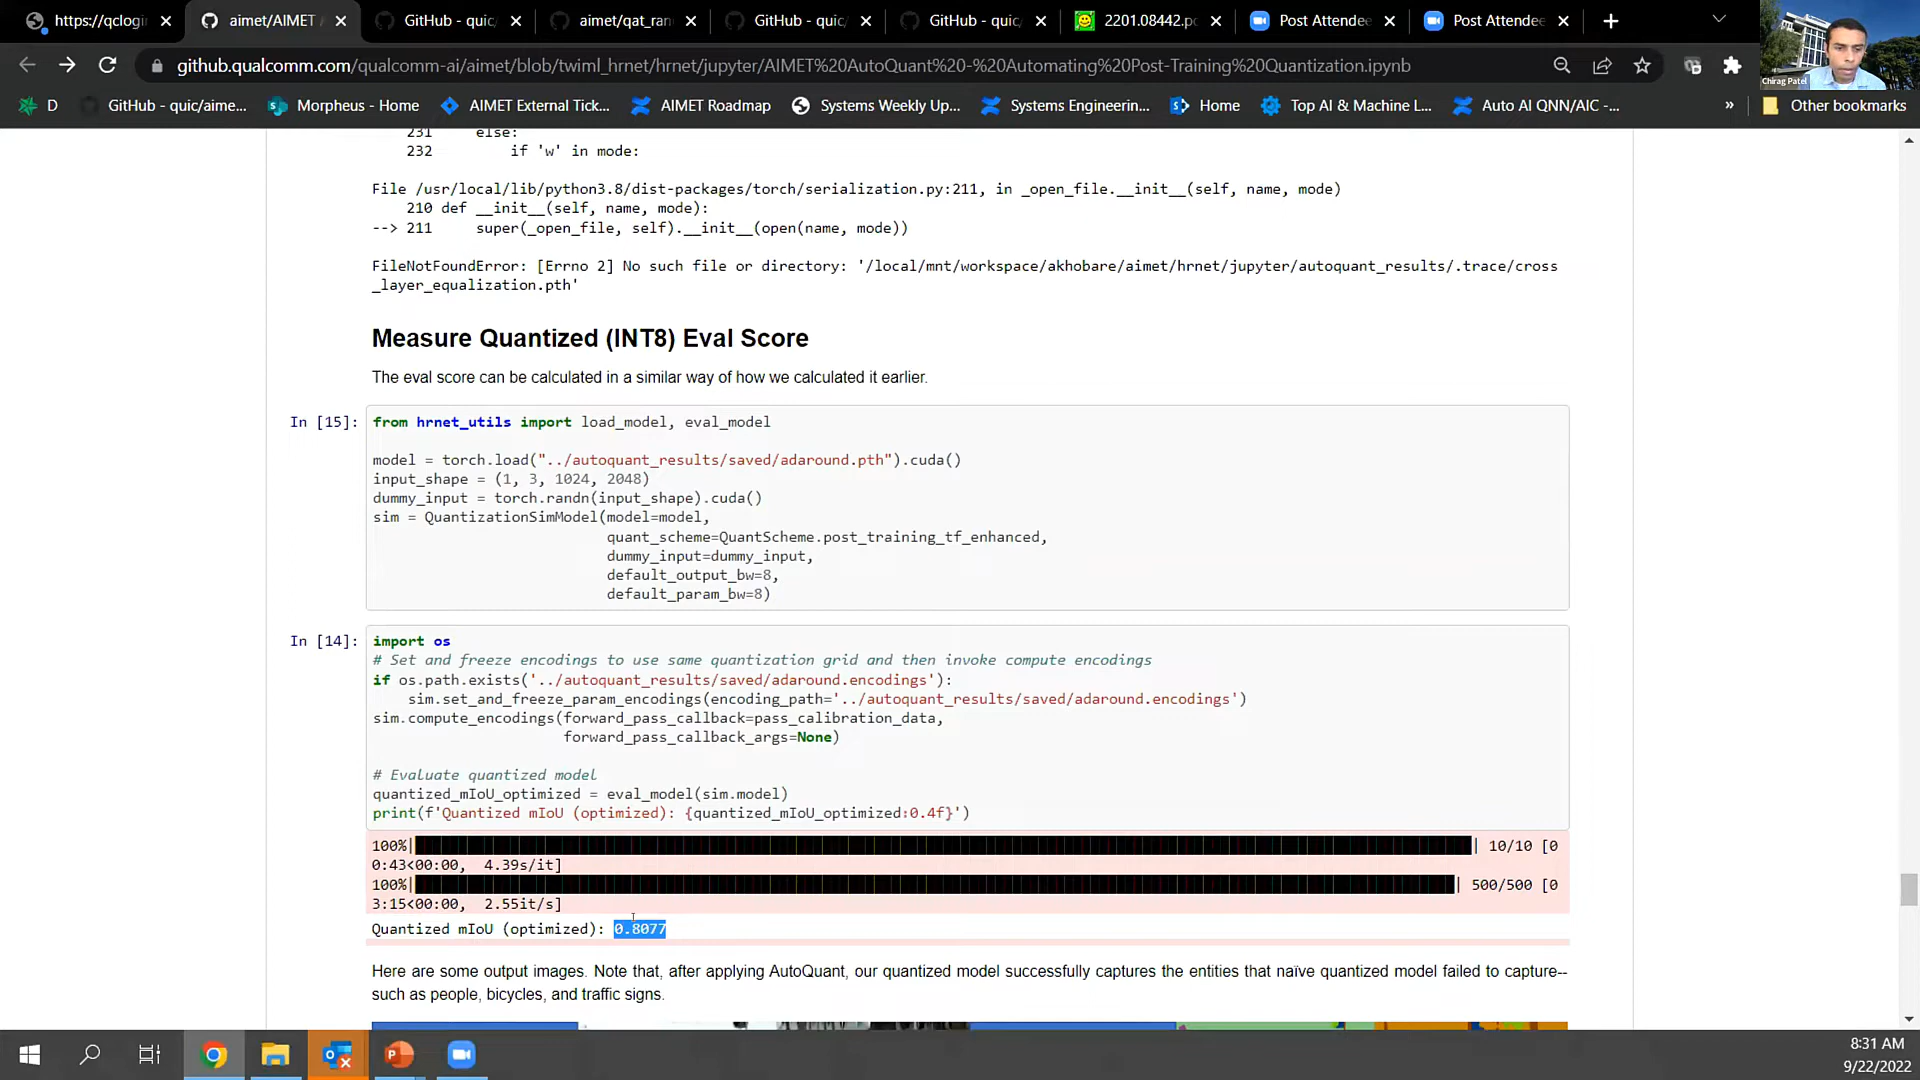 https://qclogi
aimet/AIMET
GitHub - quic/
aimet/qat_ran
GitHub - quic/
GitHub - quic/
2201.08442.p
Post Attende
Post Attende
github.qualcomm.com/qualcomm-ai/aimet/blob/twiml_hrnet/hrnet/jupyter/AIMET%20AutoQuant%20-%20Automating%20Post-Training%20Quantization.ipynb
Chirag Patel
D
GitHub - quic/aime...
Morpheus - Home
AIMET External Tick...
AIMET Roadmap
Systems Weekly Up...
Systems Engineerin...
Home
Top AI & Machine L...
Auto AI QNN/AIC -...
»
Other bookmarks
231 else:
232 if 'w' in mode:
File /usr/local/lib/python3.8/dist-packages/torch/serialization.py:211, in _open_file.__init__(self, name, mode)
210 def __init__(self, name, mode):
--> 211 super(_open_file, self).__init__(open(name, mode))
FileNotFoundError: [Errno 2] No such file or directory: '/local/mnt/workspace/akhobare/aimet/hrnet/jupyter/autoquant_results/.trace/cross
_layer_equalization.pth'
Measure Quantized (INT8) Eval Score
The eval score can be calculated in a similar way of how we calculated it earlier.
In [15]:
from hrnet_utils import load_model, eval_model
model = torch.load("../autoquant_results/saved/adaround.pth").cuda()
input_shape = (1, 3, 1024, 2048)
dummy_input = torch.randn(input_shape).cuda()
sim = QuantizationSimModel(model=model,
quant_scheme=QuantScheme.post_training_tf_enhanced,
dummy_input=dummy_input,
default_output_bw=8,
default_param_bw=8)
In [14]:
import os
# Set and freeze encodings to use same quantization grid and then invoke compute encodings
if os.path.exists('../autoquant_results/saved/adaround.encodings'):
sim.set_and_freeze_param_encodings(encoding_path='../autoquant_results/saved/adaround.encodings')
sim.compute_encodings(forward_pass_callback=pass_calibration_data,
forward_pass_callback_args=None)
# Evaluate quantized model
quantized_mIoU_optimized = eval_model(sim.model)
print(f'Quantized mIoU (optimized): {quantized_mIoU_optimized:0.4f}')
100%| | 10/10 [0
0:43<00:00, 4.39s/it]
100%| | 500/500 [0
3:15<00:00, 2.55it/s]
Quantized mIoU (optimized): 0.8077
Here are some output images. Note that, after applying AutoQuant, our quantized model successfully captures the entities that naïve quantized model failed to capture--
such as people, bicycles, and traffic signs.
8:31 AM
9/22/2022